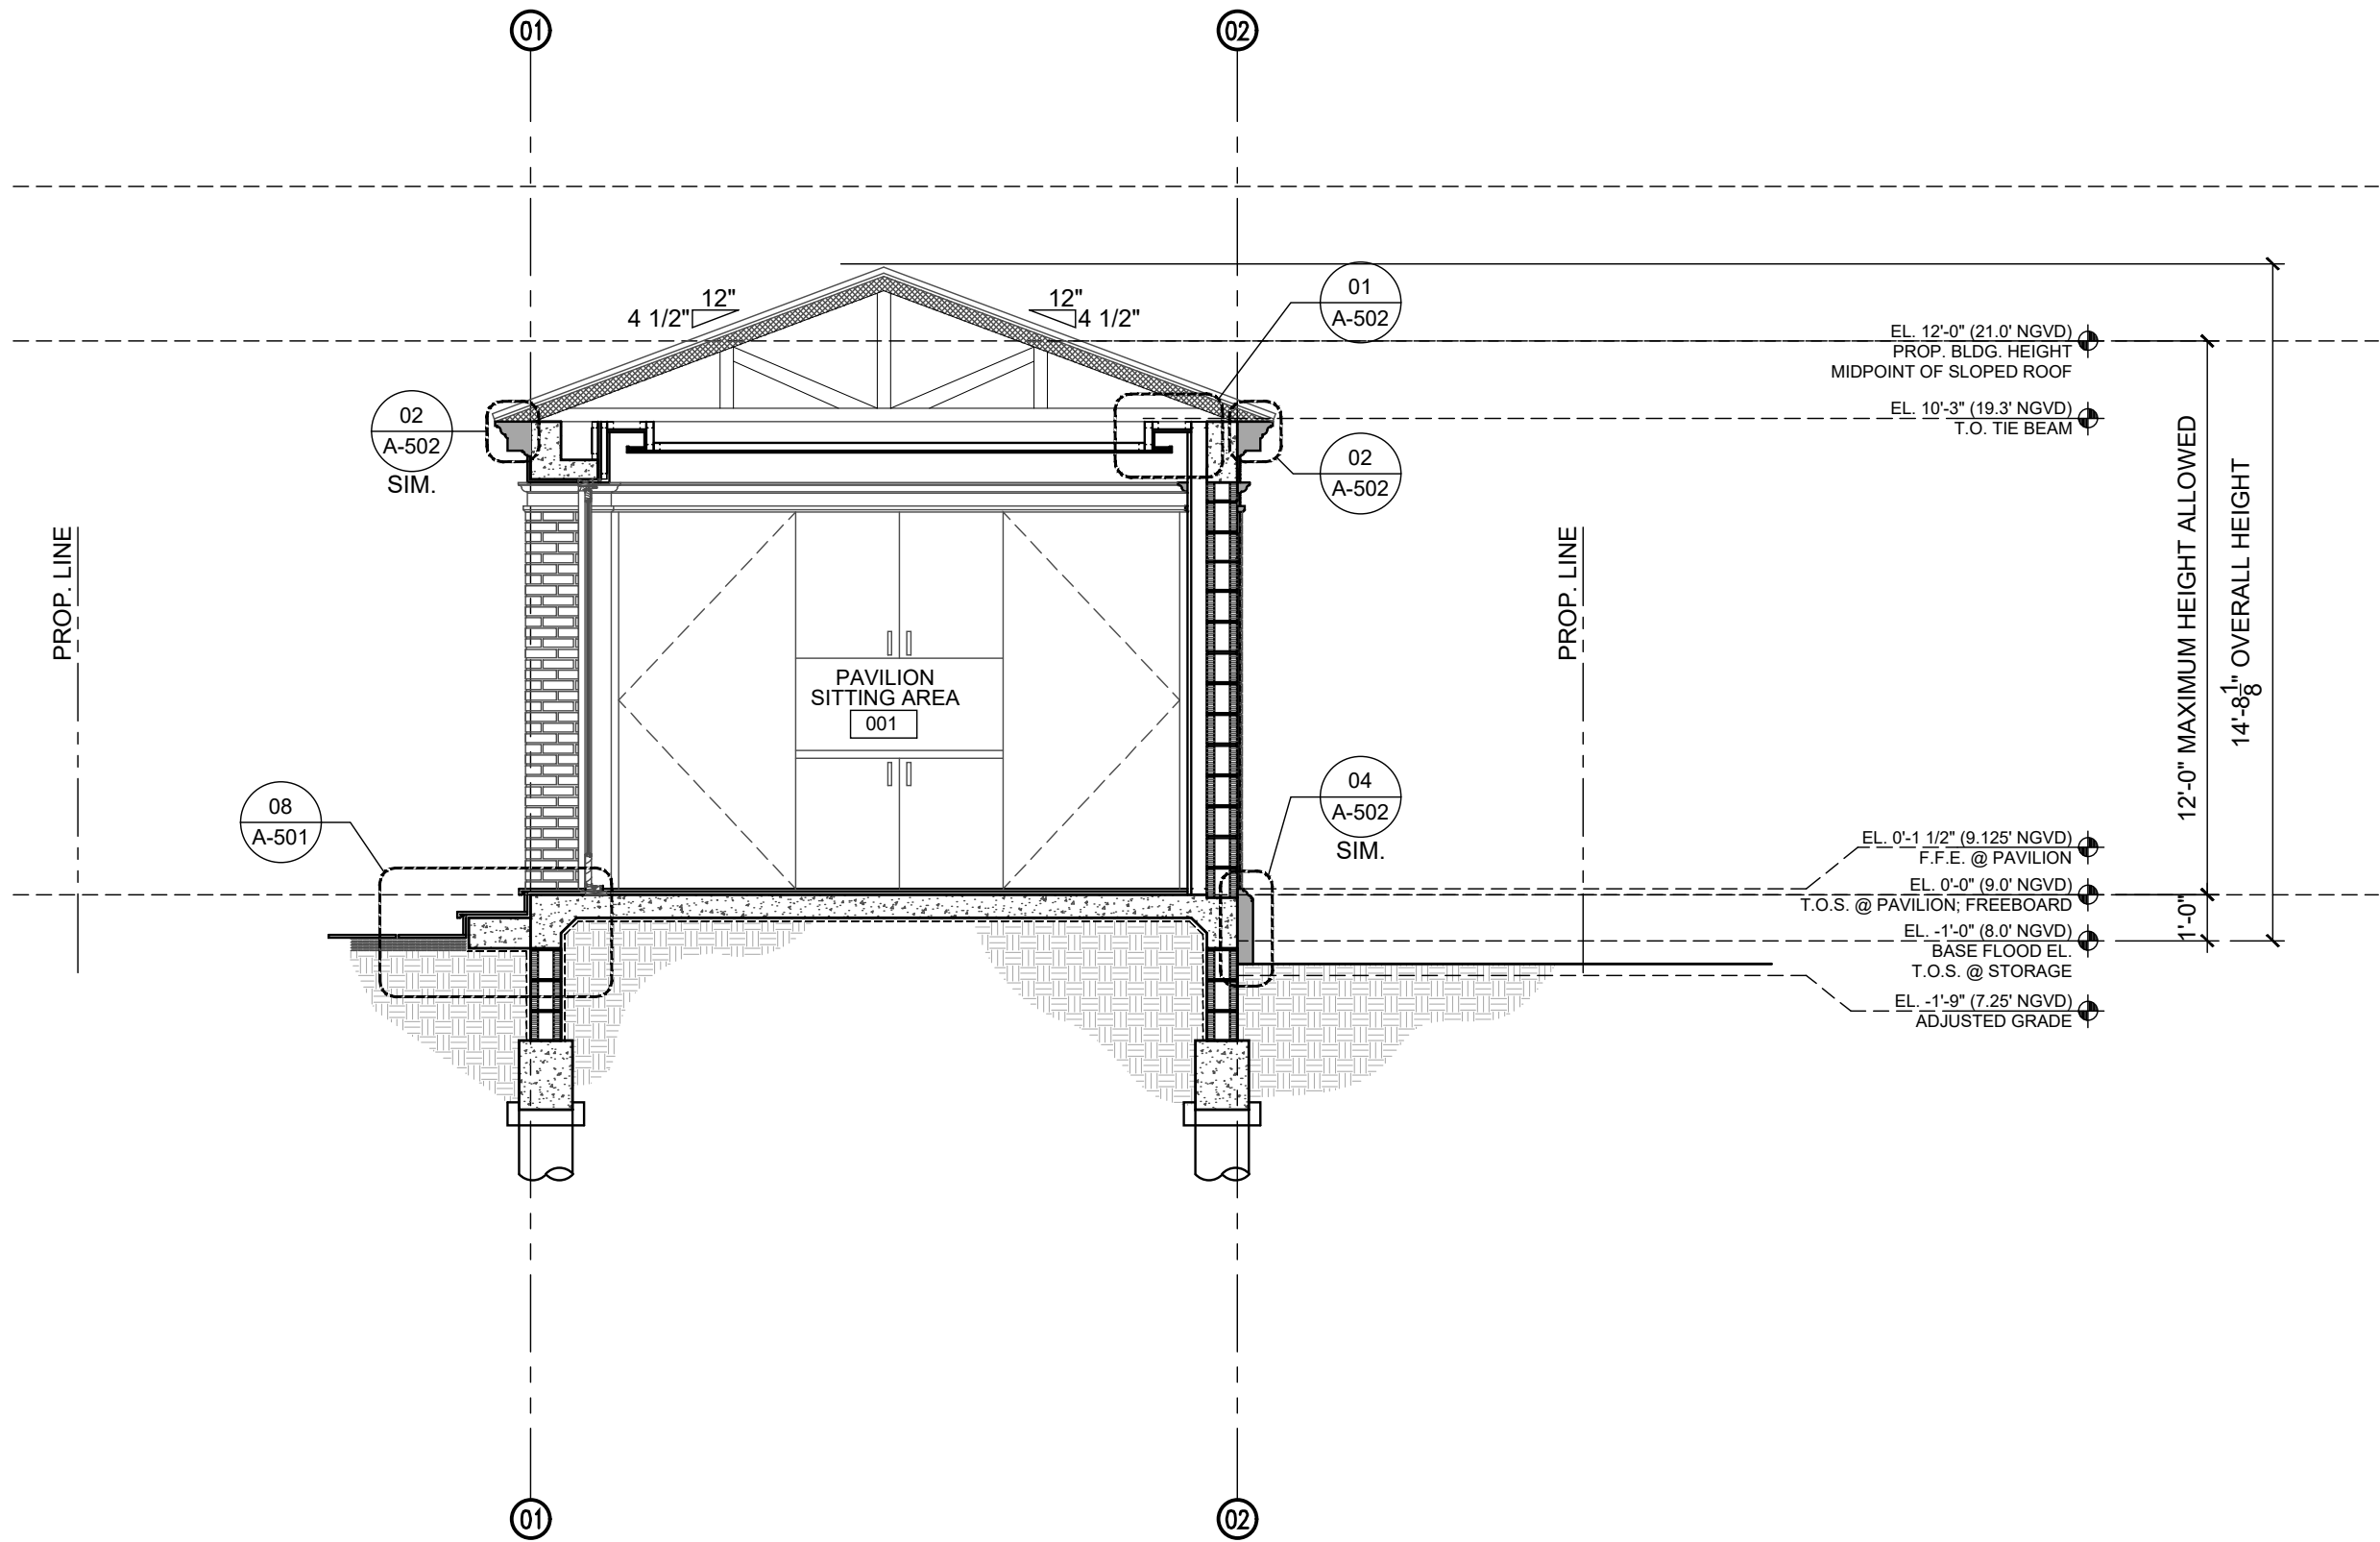 01
02
12"
4 1/2"
12"
4 1/2"
01
A-502
EL. 12'-0" (21.0' NGVD)
PROP. BLDG. HEIGHT
MIDPOINT OF SLOPED ROOF
02
A-502
SIM.
EL. 10'-3" (19.3' NGVD)
T.O. TIE BEAM
02
A-502
PROP. LINE
PROP. LINE
12'-0" MAXIMUM HEIGHT ALLOWED
14'-8 1/8" OVERALL HEIGHT
PAVILION
SITTING AREA
001
08
A-501
04
A-502
SIM.
EL. 0'-1 1/2" (9.125' NGVD)
F.F.E. @ PAVILION
EL. 0'-0" (9.0' NGVD)
T.O.S. @ PAVILION; FREEBOARD
1'-0"
EL. -1'-0" (8.0' NGVD)
BASE FLOOD EL.
T.O.S. @ STORAGE
EL. -1'-9" (7.25' NGVD)
ADJUSTED GRADE
01
02